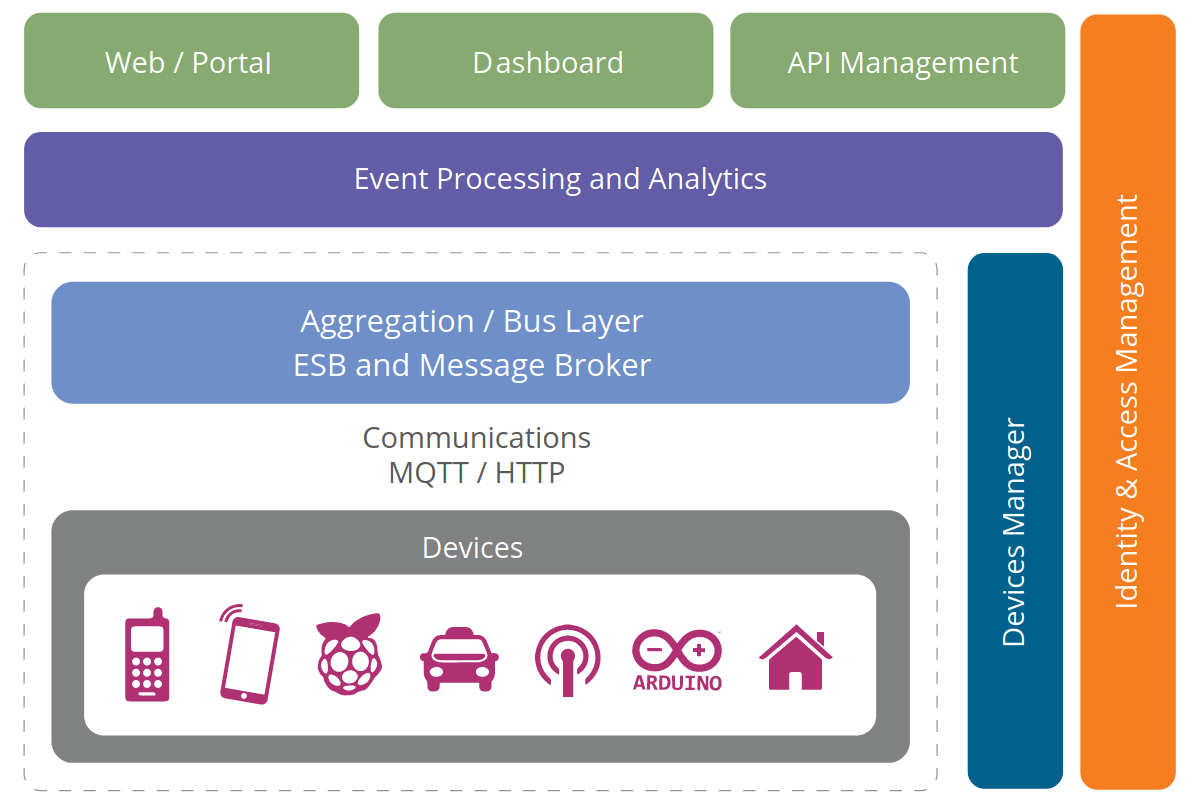 Web / Portal
Dashboard
API Management
Event Processing and Analytics
Aggregation / Bus Layer
ESB and Message Broker
Communications
MQTT / HTTP
Devices
ARDUINO
Devices Manager
Identity & Access Management